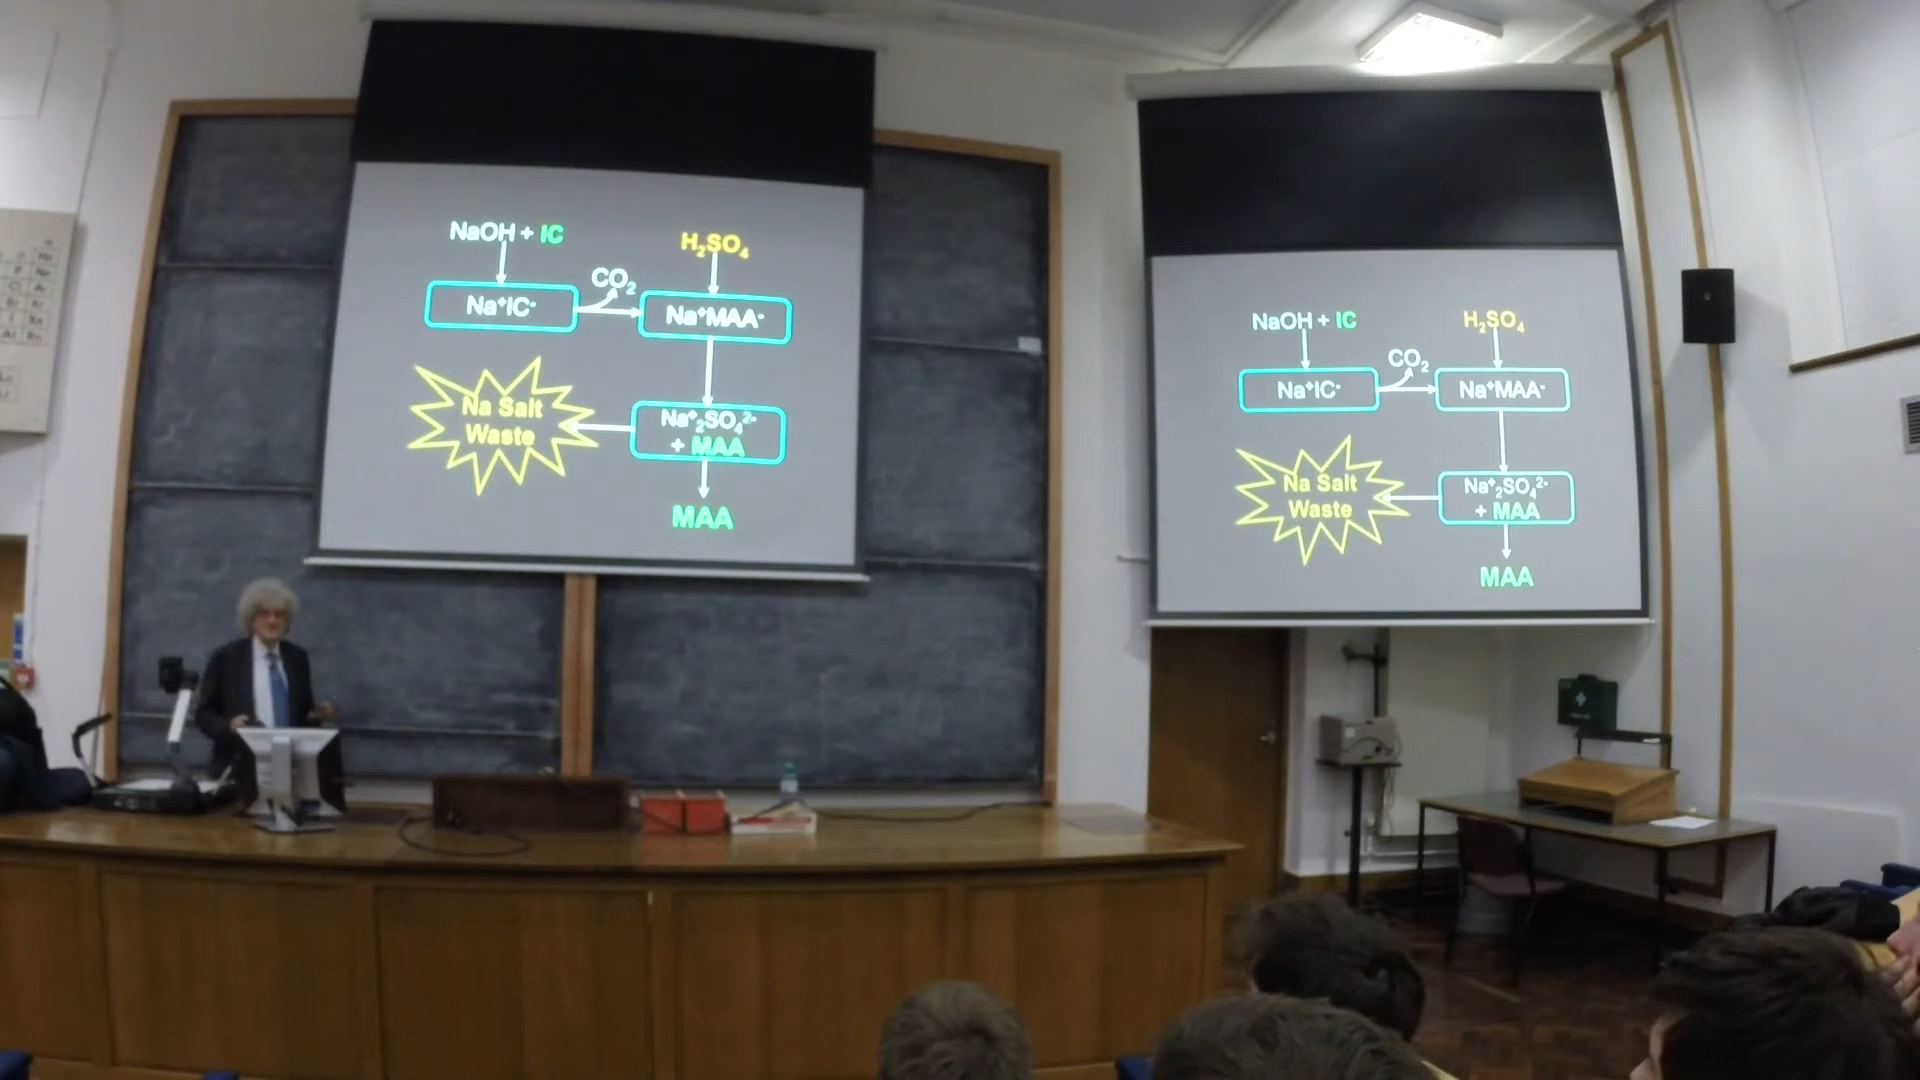 NaOH + IC
H₂SO₄
CO₂
Na⁺IC⁻
Na⁺MAA⁻
Na Salt
Waste
Na⁺₂SO₄²⁻
+ MAA
MAA
NaOH + IC
H₂SO₄
CO₂
Na⁺IC⁻
Na⁺MAA⁻
Na Salt
Waste
Na⁺₂SO₄²⁻
+ MAA
MAA